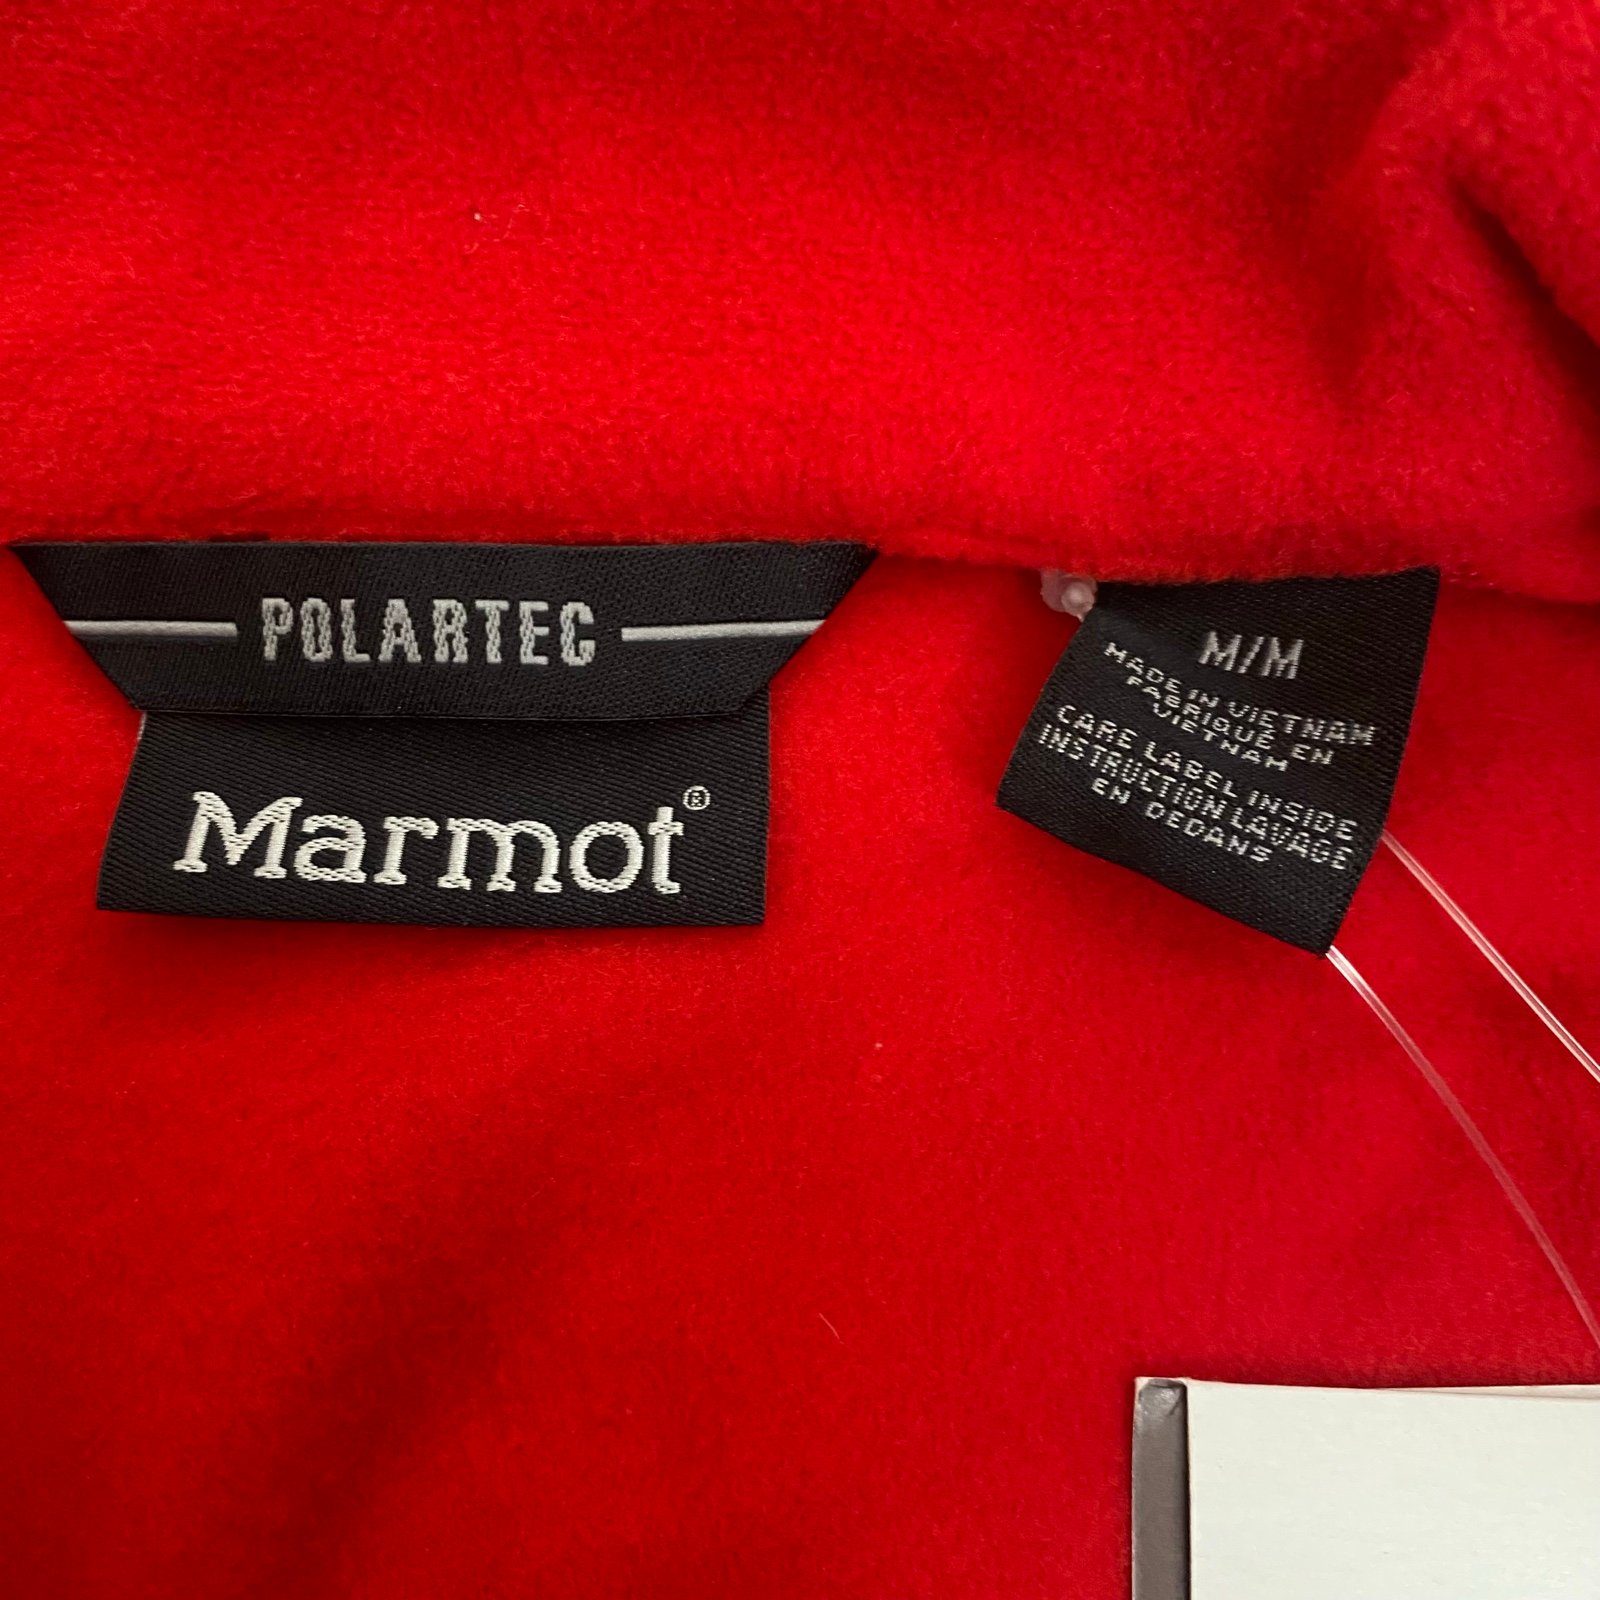 POLARTEC
Marmot®
M/M
MADE IN VIETNAM
FABRIQUÉ EN
VIETNAM
CARE LABEL INSIDE
INSTRUCTION LAVAGE
EN DEDANS